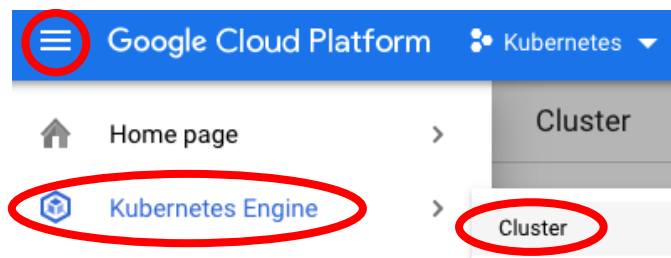 Google Cloud Platform Kubernetes
Home page
Cluster
Kubernetes Engine
Cluster